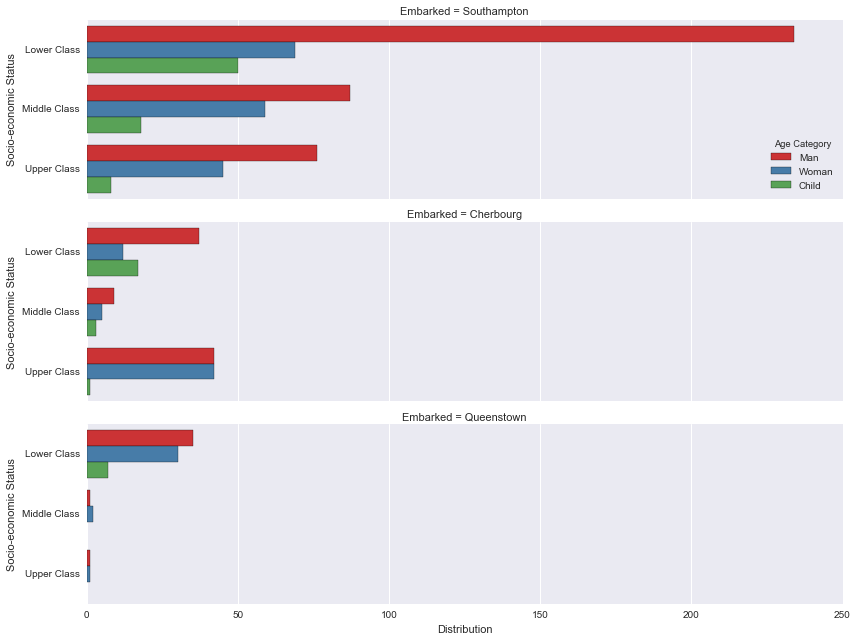 Embarked = Southampton
Socio-economic Status
Lower Class
Middle Class
Upper Class
Age Category
Man
Woman
Child
Embarked = Cherbourg
Socio-economic Status
Lower Class
Middle Class
Upper Class
Embarked = Queenstown
Socio-economic Status
Lower Class
Middle Class
Upper Class
0 50 100 150 200 250
Distribution